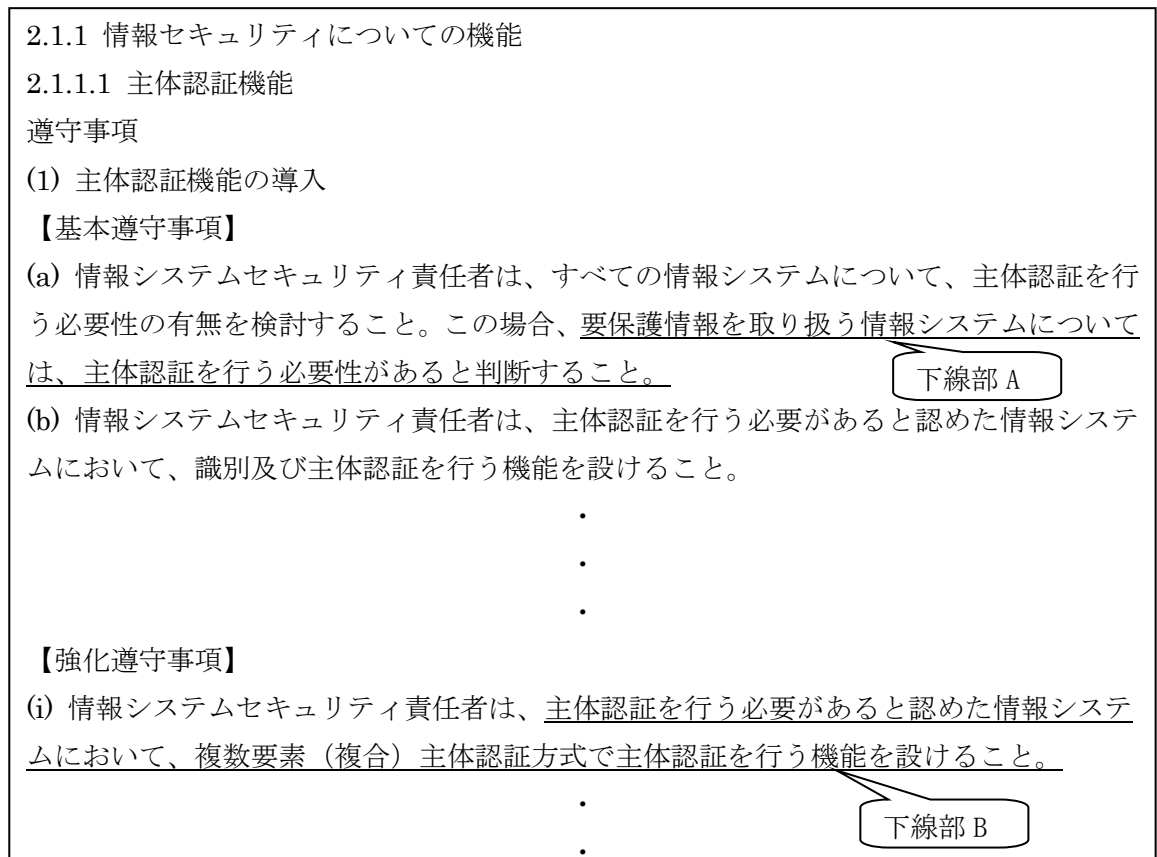 2.1.1 情報セキュリティについての機能
2.1.1.1 主体認証機能
遵守事項
(1) 主体認証機能の導入
【基本遵守事項】
(a) 情報システムセキュリティ責任者は、すべての情報システムについて、主体認証を行
う必要性の有無を検討すること。この場合、要保護情報を取り扱う情報システムについて
は、主体認証を行う必要性があると判断すること。
下線部 A
(b) 情報システムセキュリティ責任者は、主体認証を行う必要があると認めた情報システ
ムにおいて、識別及び主体認証を行う機能を設けること。
・
・
・
【強化遵守事項】
(i) 情報システムセキュリティ責任者は、主体認証を行う必要があると認めた情報システ
ムにおいて、複数要素（複合）主体認証方式で主体認証を行う機能を設けること。
・
下線部 B
・